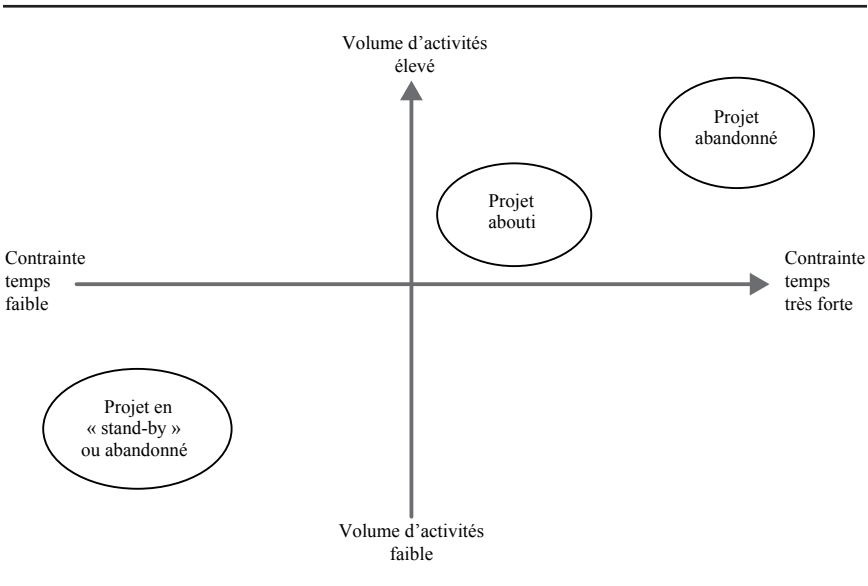 Volume d’activités
élevé
Projet
abandonné
Projet
abouti
Contrainte
temps
faible
Contrainte
temps
très forte
Projet en
« stand-by »
ou abandonné
Volume d’activités
faible